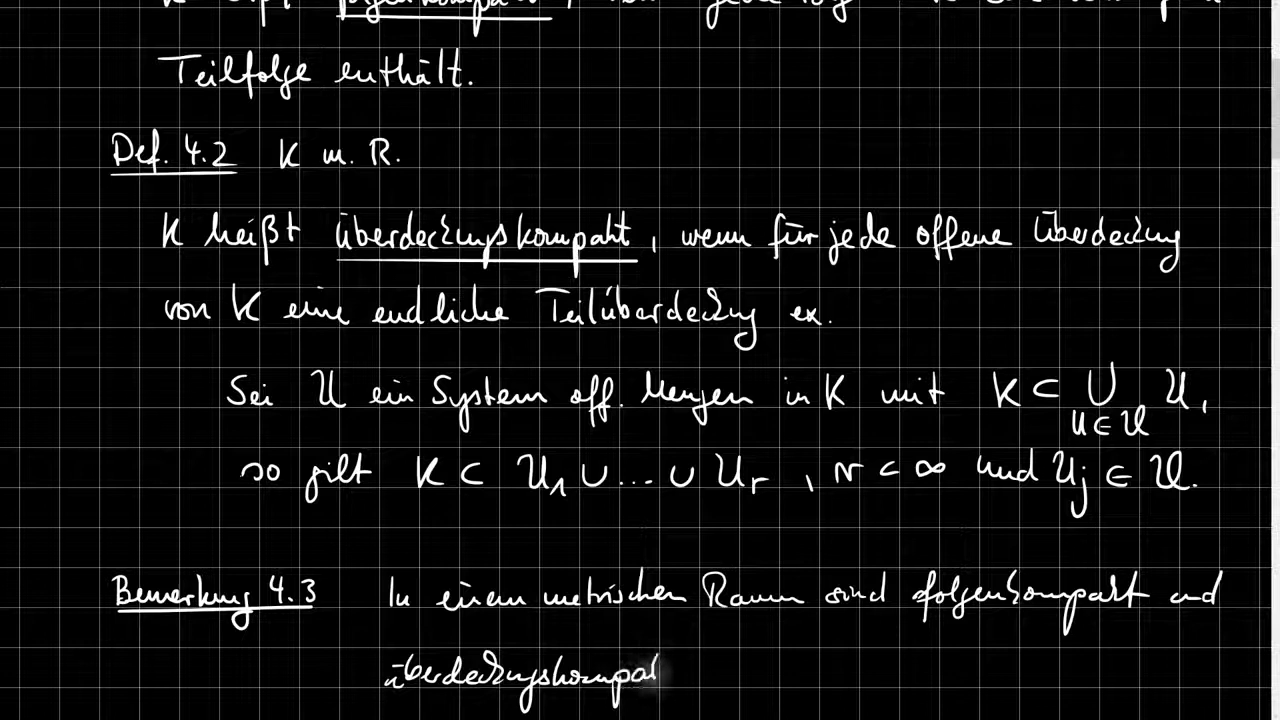 Teilfolge enthält.
Def. 4.2 K m. R.
K heißt überdeckungskompakt, wenn für jede offene Überdeckung
von K eine endliche Teilüberdeckung ex.
Sei 𝒰 ein System off. Mengen in K mit K ⊂ ⋃_{U ∈ 𝒰} U,
so gilt K ⊂ U₁ ∪ ... ∪ Uᵣ, r < ∞ und Uⱼ ∈ 𝒰.
Bemerkung 4.3 In einem metrischen Raum sind folgenkompakt und
überdeckungskompak